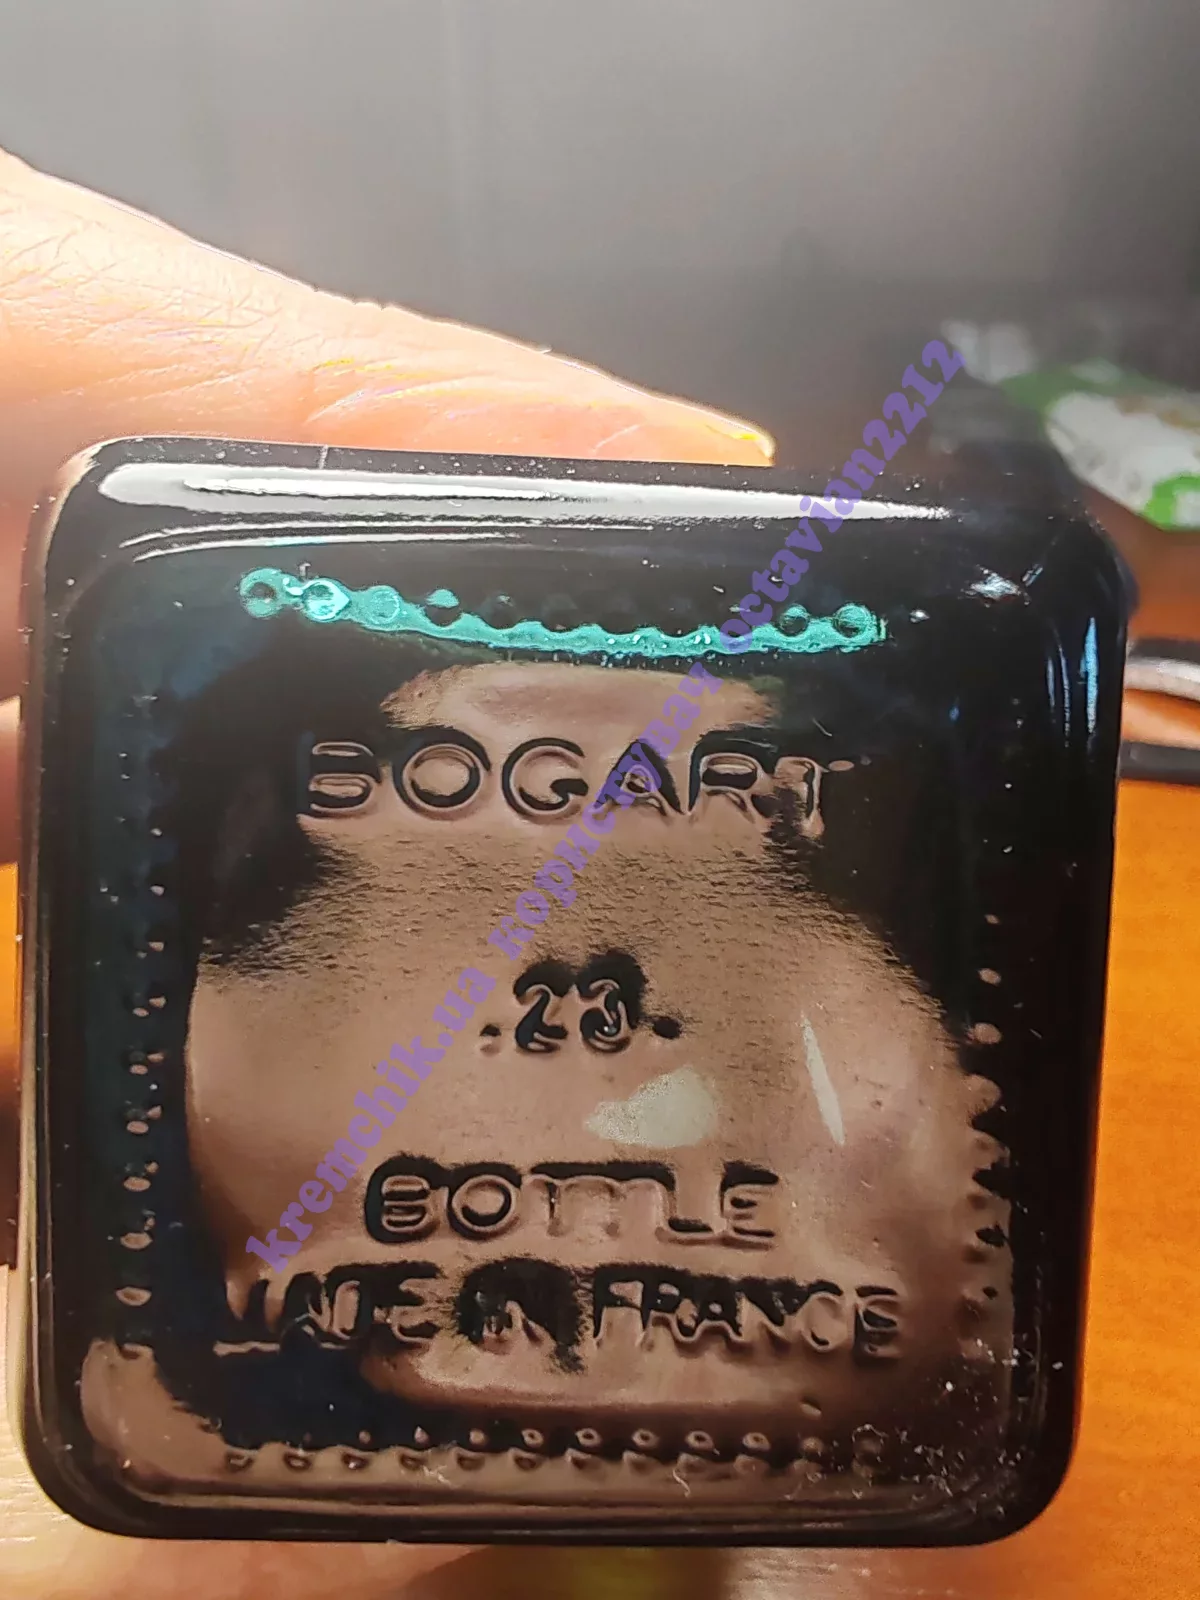 BOGART
.23.
BOTTLE
MADE IN FRANCE
kremchik.ua користувач octavian2212